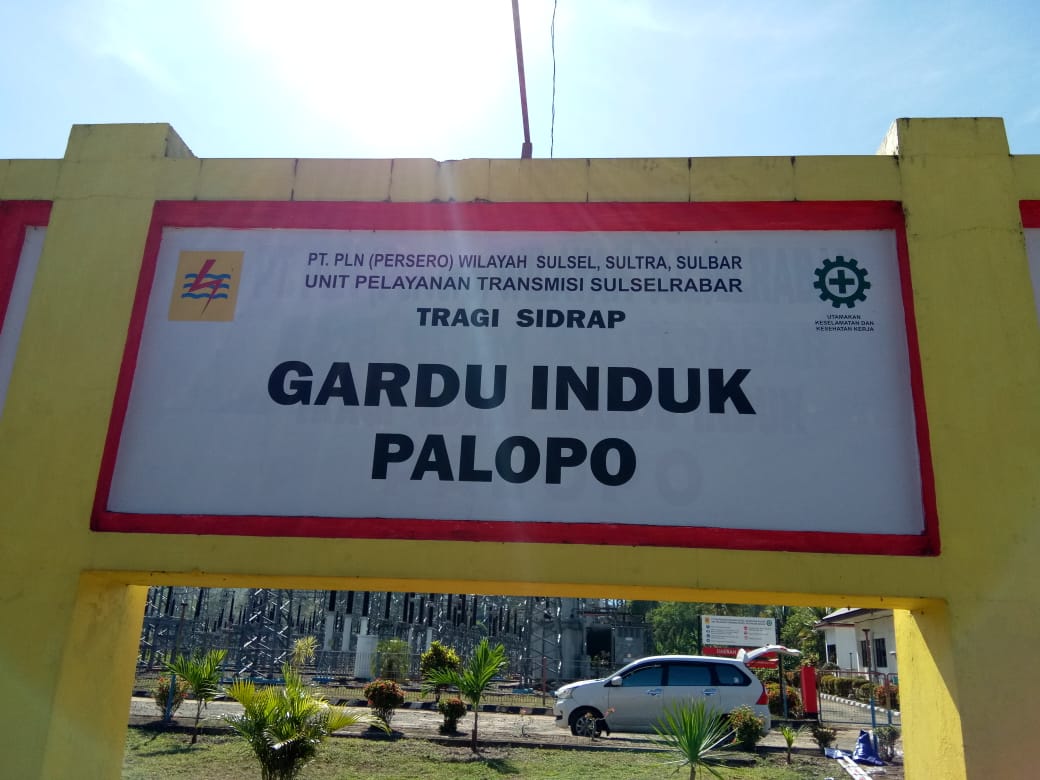 PT. PLN (PERSERO) WILAYAH SULSEL, SULTRA, SULBAR
UNIT PELAYANAN TRANSMISI SULSELRABAR
TRAGI SIDRAP
GARDU INDUK
PALOPO
UTAMAKAN
KESELAMATAN DAN
KESEHATAN KERJA